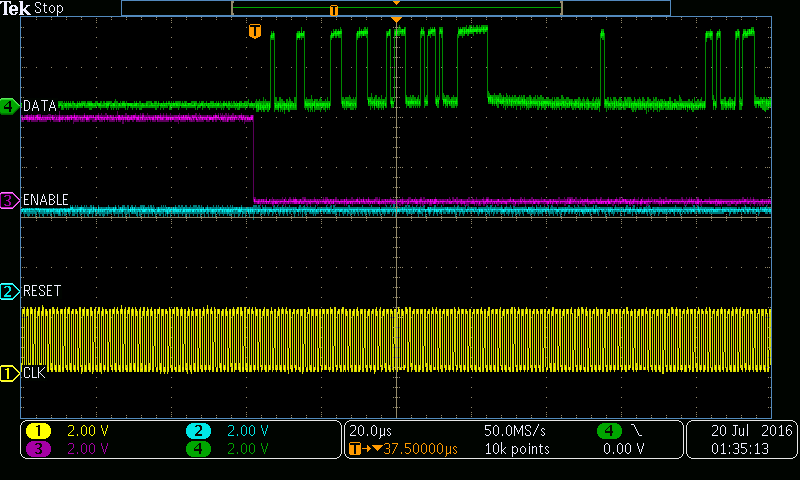 Tek Stop
T
T
4 DATA
3 ENABLE
2 RESET
1 CLK
1 2.00 V 2 2.00 V 20.0µs 50.0MS/s 4 20 Jul 2016
3 2.00 V 4 2.00 V T→▼37.50000µs 10k points 0.00 V 01:35:13